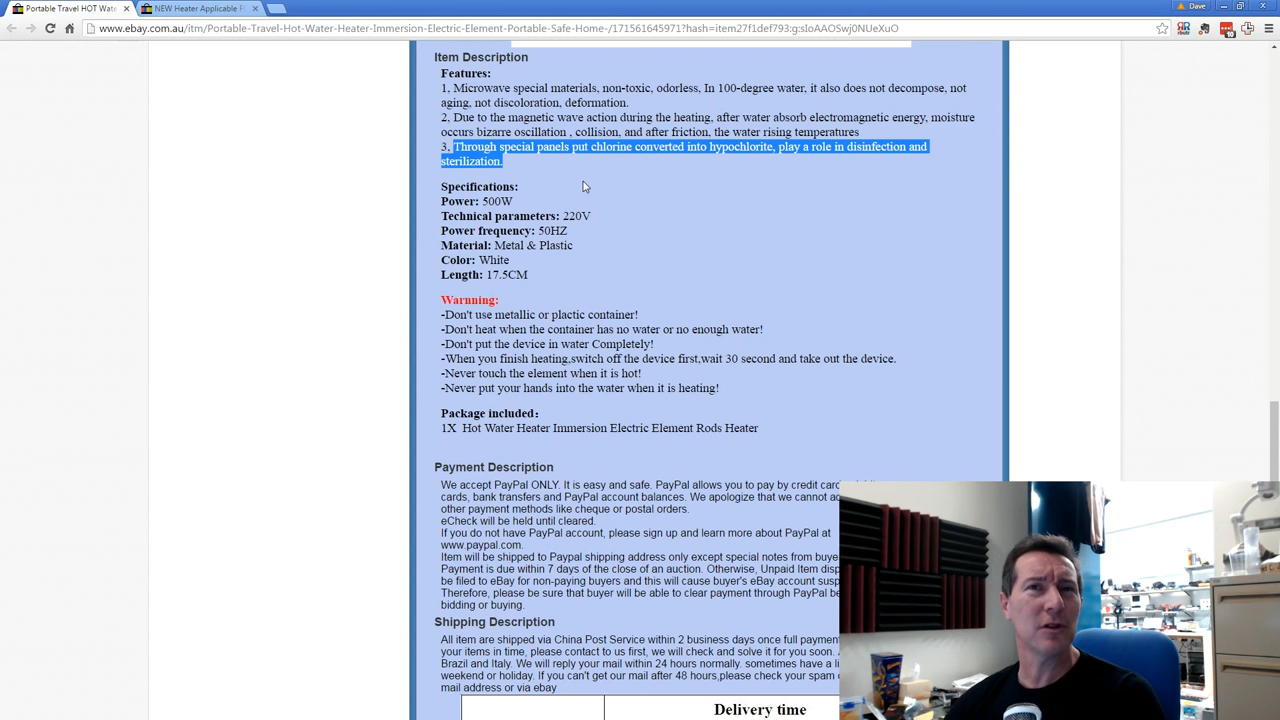 Portable Travel HOT Wate
NEW Heater Applicable F
Dave
www.ebay.com.au/itm/Portable-Travel-Hot-Water-Heater-Immersion-Electric-Element-Portable-Safe-Home-/171561645971?hash=item27f1def793:g:sIoAAOSwj0NUeXuO
Item Description
Features:
1, Microwave special materials, non-toxic, odorless, In 100-degree water, it also does not decompose, not
aging, not discoloration, deformation.
2, Due to the magnetic wave action during the heating, after water absorb electromagnetic energy, moisture
occurs bizarre oscillation , collision, and after friction, the water rising temperatures
3, Through special panels put chlorine converted into hypochlorite, play a role in disinfection and
sterilization.
Specifications:
Power: 500W
Technical parameters: 220V
Power frequency: 50HZ
Material: Metal & Plastic
Color: White
Length: 17.5CM
Warnning:
-Don't use metallic or plactic container!
-Don't heat when the container has no water or no enough water!
-Don't put the device in water Completely!
-When you finish heating,switch off the device first,wait 30 second and take out the device.
-Never touch the element when it is hot!
-Never put your hands into the water when it is heating!
Package included:
1X Hot Water Heater Immersion Electric Element Rods Heater
Payment Description
We accept PayPal ONLY. It is easy and safe. PayPal allows you to pay by credit card
cards, bank transfers and PayPal account balances. We apologize that we cannot ac
other payment methods like cheque or postal orders.
eCheck will be held until cleared.
If you do not have PayPal account, please sign up and learn more about PayPal at
www.paypal.com.
Item will be shipped to Paypal shipping address only except special notes from buye
Payment is due within 7 days of the close of an auction. Otherwise, Unpaid Item disp
be filed to eBay for non-paying buyers and this will cause buyer's eBay account susp
Therefore, please be sure that buyer will be able to clear payment through PayPal be
bidding or buying.
Shipping Description
All item are shipped via China Post Service within 2 business days once full payment
your items in time, please contact to us first, we will check and solve it for you soon. A
Brazil and Italy. We will reply your mail within 24 hours normally. sometimes have a li
weekend or holiday. If you can't get our mail after 48 hours,please check your spam o
mail address or via ebay
Delivery time